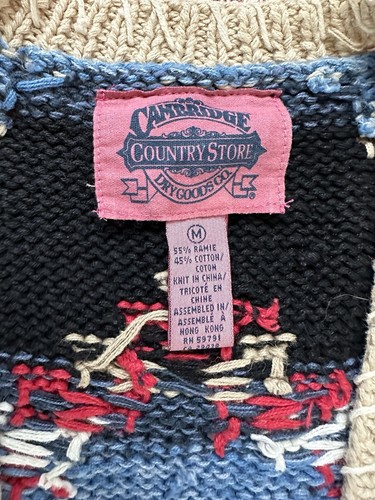 CAMBRIDGE
COUNTRY STORE
DRY GOODS CO.
®
M
55% RAMIE
45% COTTON/
COTON
KNIT IN CHINA/
TRICOTÉ EN
CHINE
ASSEMBLED IN/
ASSEMBLÉ À
HONG KONG
RN 59791